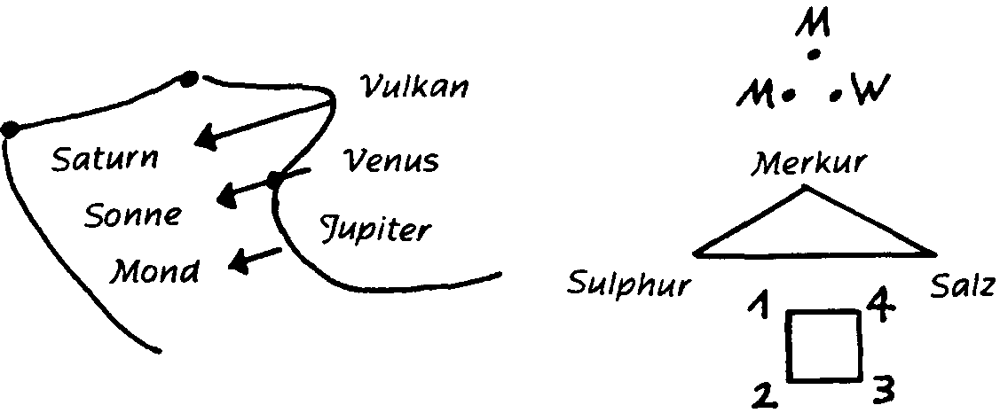 Vulkan
Saturn
Venus
Sonne
Jupiter
Mond
M
M W
Merkur
Sulphur Salz
1 4
2 3